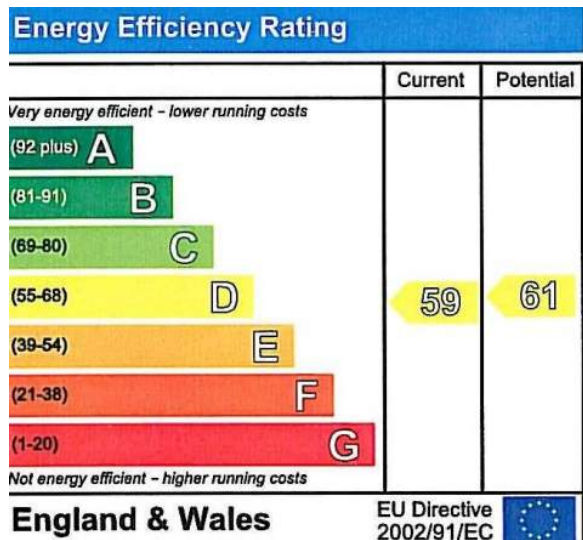 Energy Efficiency Rating
Current Potential
Very energy efficient – lower running costs
(92 plus) A
(81-91) B
(69-80) C
(55-68) D 59 61
(39-54) E
(21-38) F
(1-20) G
Not energy efficient – higher running costs
England & Wales EU Directive 2002/91/EC